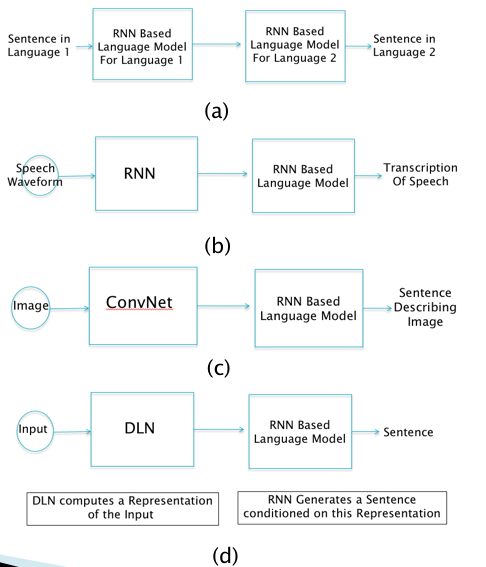 Sentence in
Language 1
RNN Based
Language Model
For Language 1
RNN Based
Language Model
For Language 2
Sentence in
Language 2
(a)
Speech
Waveform
RNN
RNN Based
Language Model
Transcription
Of Speech
(b)
Image
ConvNet
RNN Based
Language Model
Sentence
Describing
Image
(c)
Input
DLN
RNN Based
Language Model
Sentence
DLN computes a Representation
of the Input
RNN Generates a Sentence
conditioned on this Representation
(d)